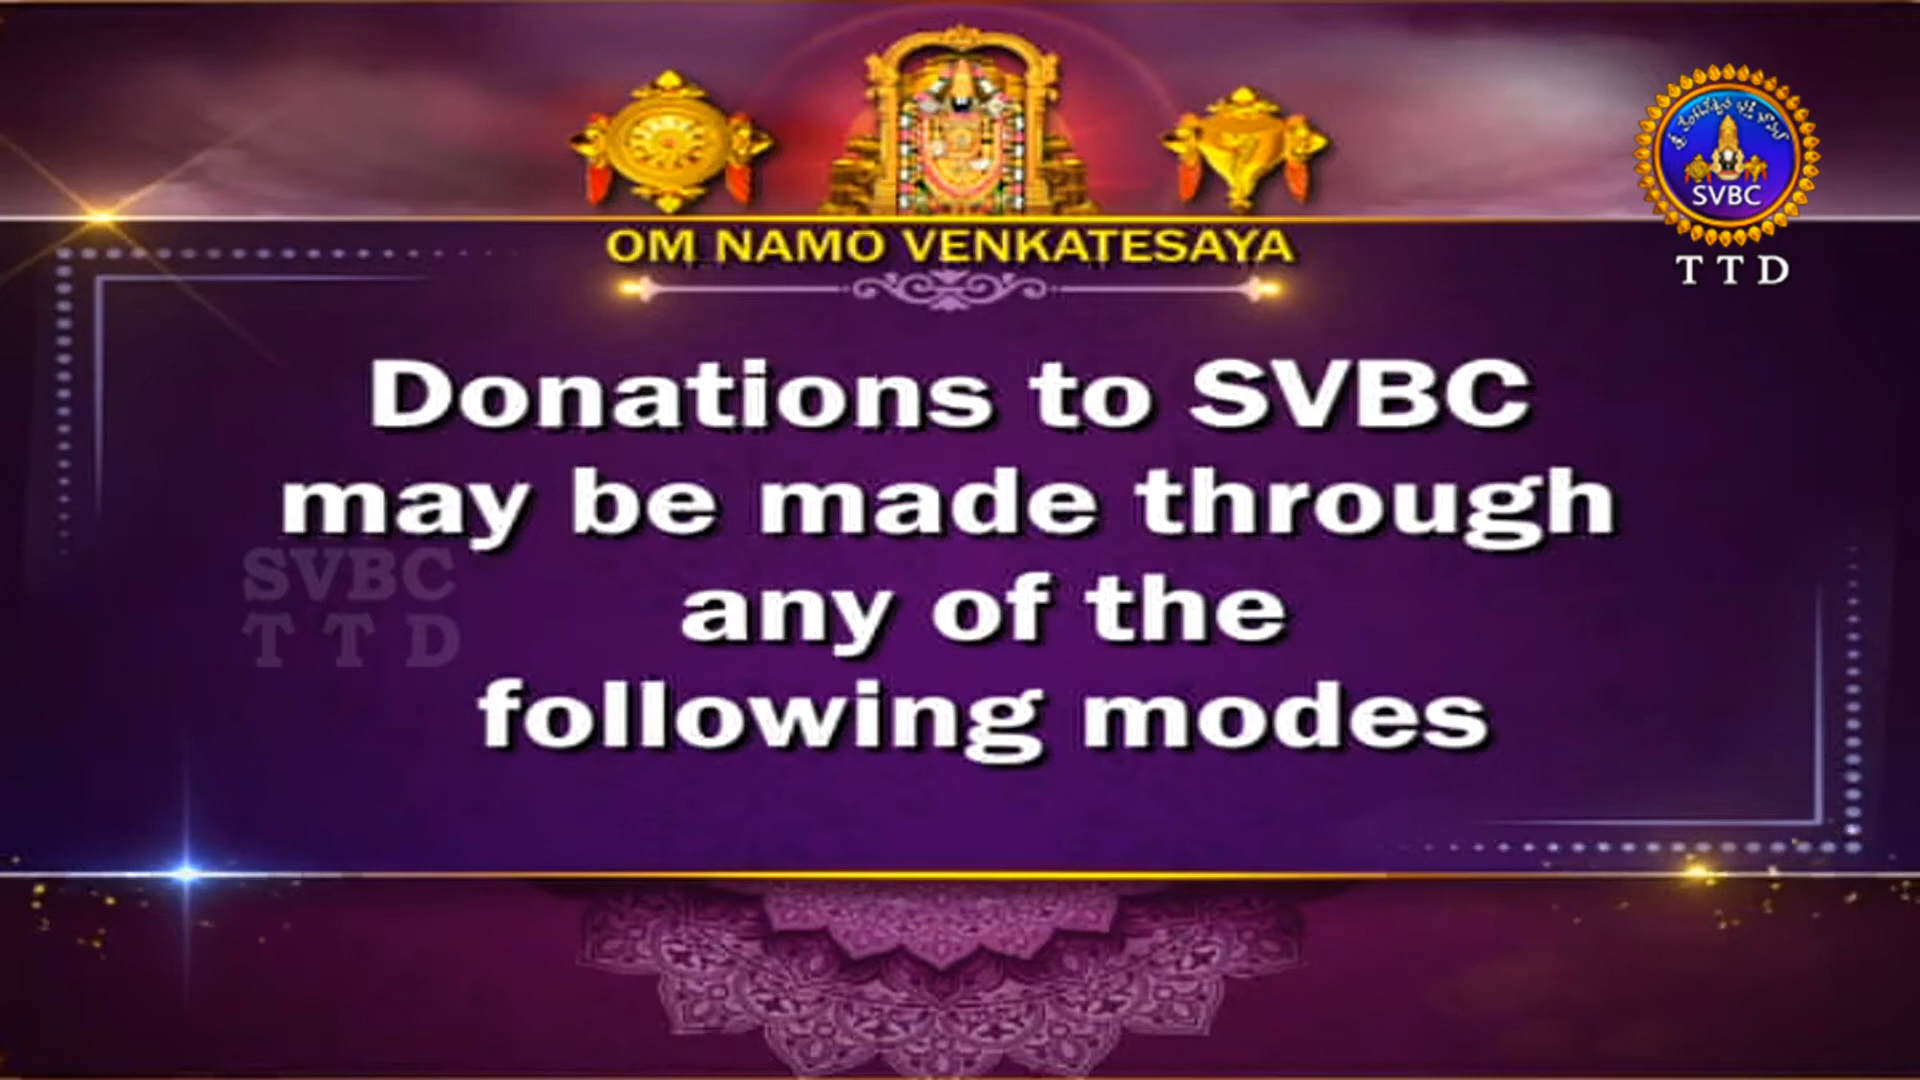 OM NAMO VENKATESAYA
SVBC
TTD
Donations to SVBC
may be made through
any of the
following modes
SVBC
TTD